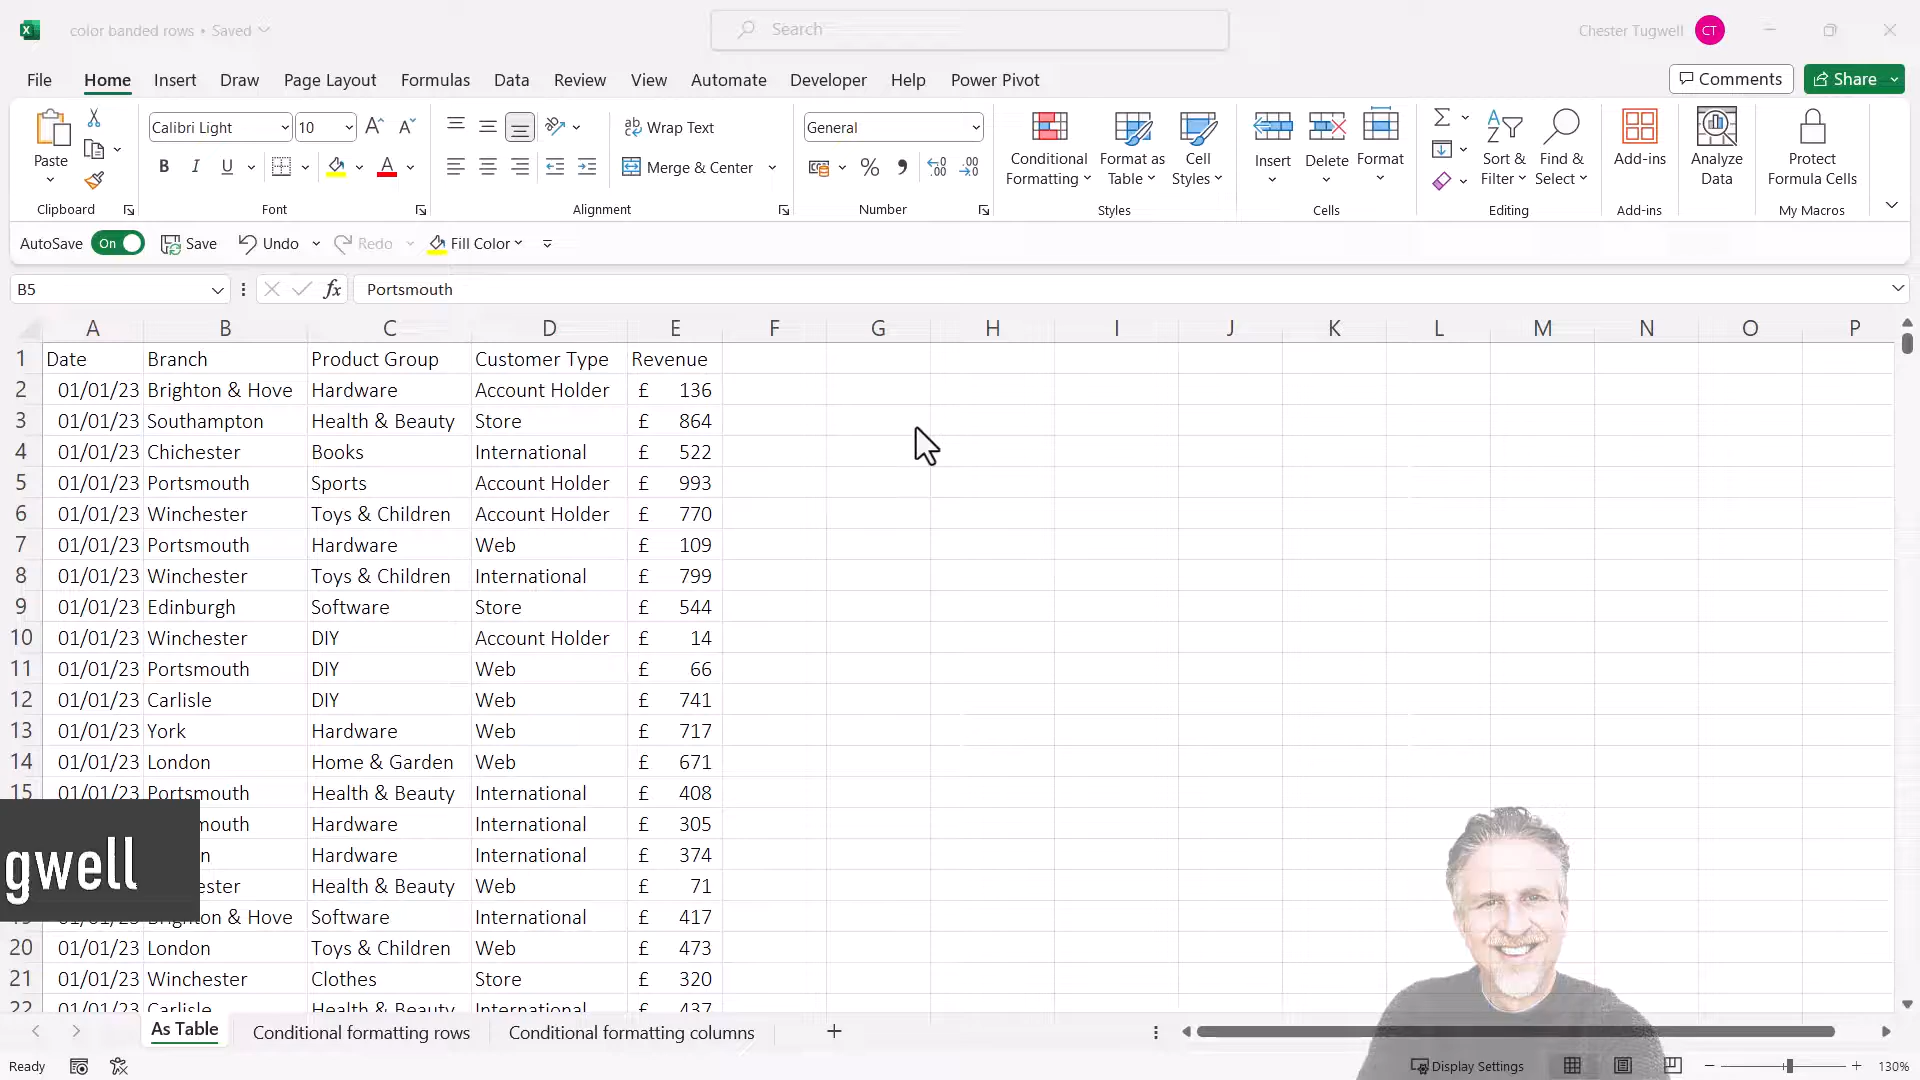 color banded rows • Saved
Search
Chester Tugwell CT
File Home Insert Draw Page Layout Formulas Data Review View Automate Developer Help Power Pivot
Comments Share
Paste
Clipboard
Calibri Light 10
B I U
Font
Wrap Text
Merge & Center
Alignment
General
Number
Conditional Formatting
Format as Table
Cell Styles
Styles
Insert
Delete
Format
Cells
Sort & Filter
Find & Select
Editing
Add-ins
Add-ins
Analyze Data
Protect Formula Cells
My Macros
AutoSave On Save Undo Redo Fill Color
B5 fx Portsmouth
A B C D E F G H I J K L M N O P
1 Date Branch Product Group Customer Type Revenue
2 01/01/23 Brighton & Hove Hardware Account Holder £ 136
3 01/01/23 Southampton Health & Beauty Store £ 864
4 01/01/23 Chichester Books International £ 522
5 01/01/23 Portsmouth Sports Account Holder £ 993
6 01/01/23 Winchester Toys & Children Account Holder £ 770
7 01/01/23 Portsmouth Hardware Web £ 109
8 01/01/23 Winchester Toys & Children International £ 799
9 01/01/23 Edinburgh Software Store £ 544
10 01/01/23 Winchester DIY Account Holder £ 14
11 01/01/23 Portsmouth DIY Web £ 66
12 01/01/23 Carlisle DIY Web £ 741
13 01/01/23 York Hardware Web £ 717
14 01/01/23 London Home & Garden Web £ 671
15 01/01/23 Portsmouth Health & Beauty International £ 408
mouth Hardware International £ 305
n Hardware International £ 374
ester Health & Beauty Web £ 71
Brighton & Hove Software International £ 417
20 01/01/23 London Toys & Children Web £ 473
21 01/01/23 Winchester Clothes Store £ 320
22 01/01/23 Carlisle Health & Beauty International £ 437
gwell
As Table Conditional formatting rows Conditional formatting columns
Ready Display Settings 130%